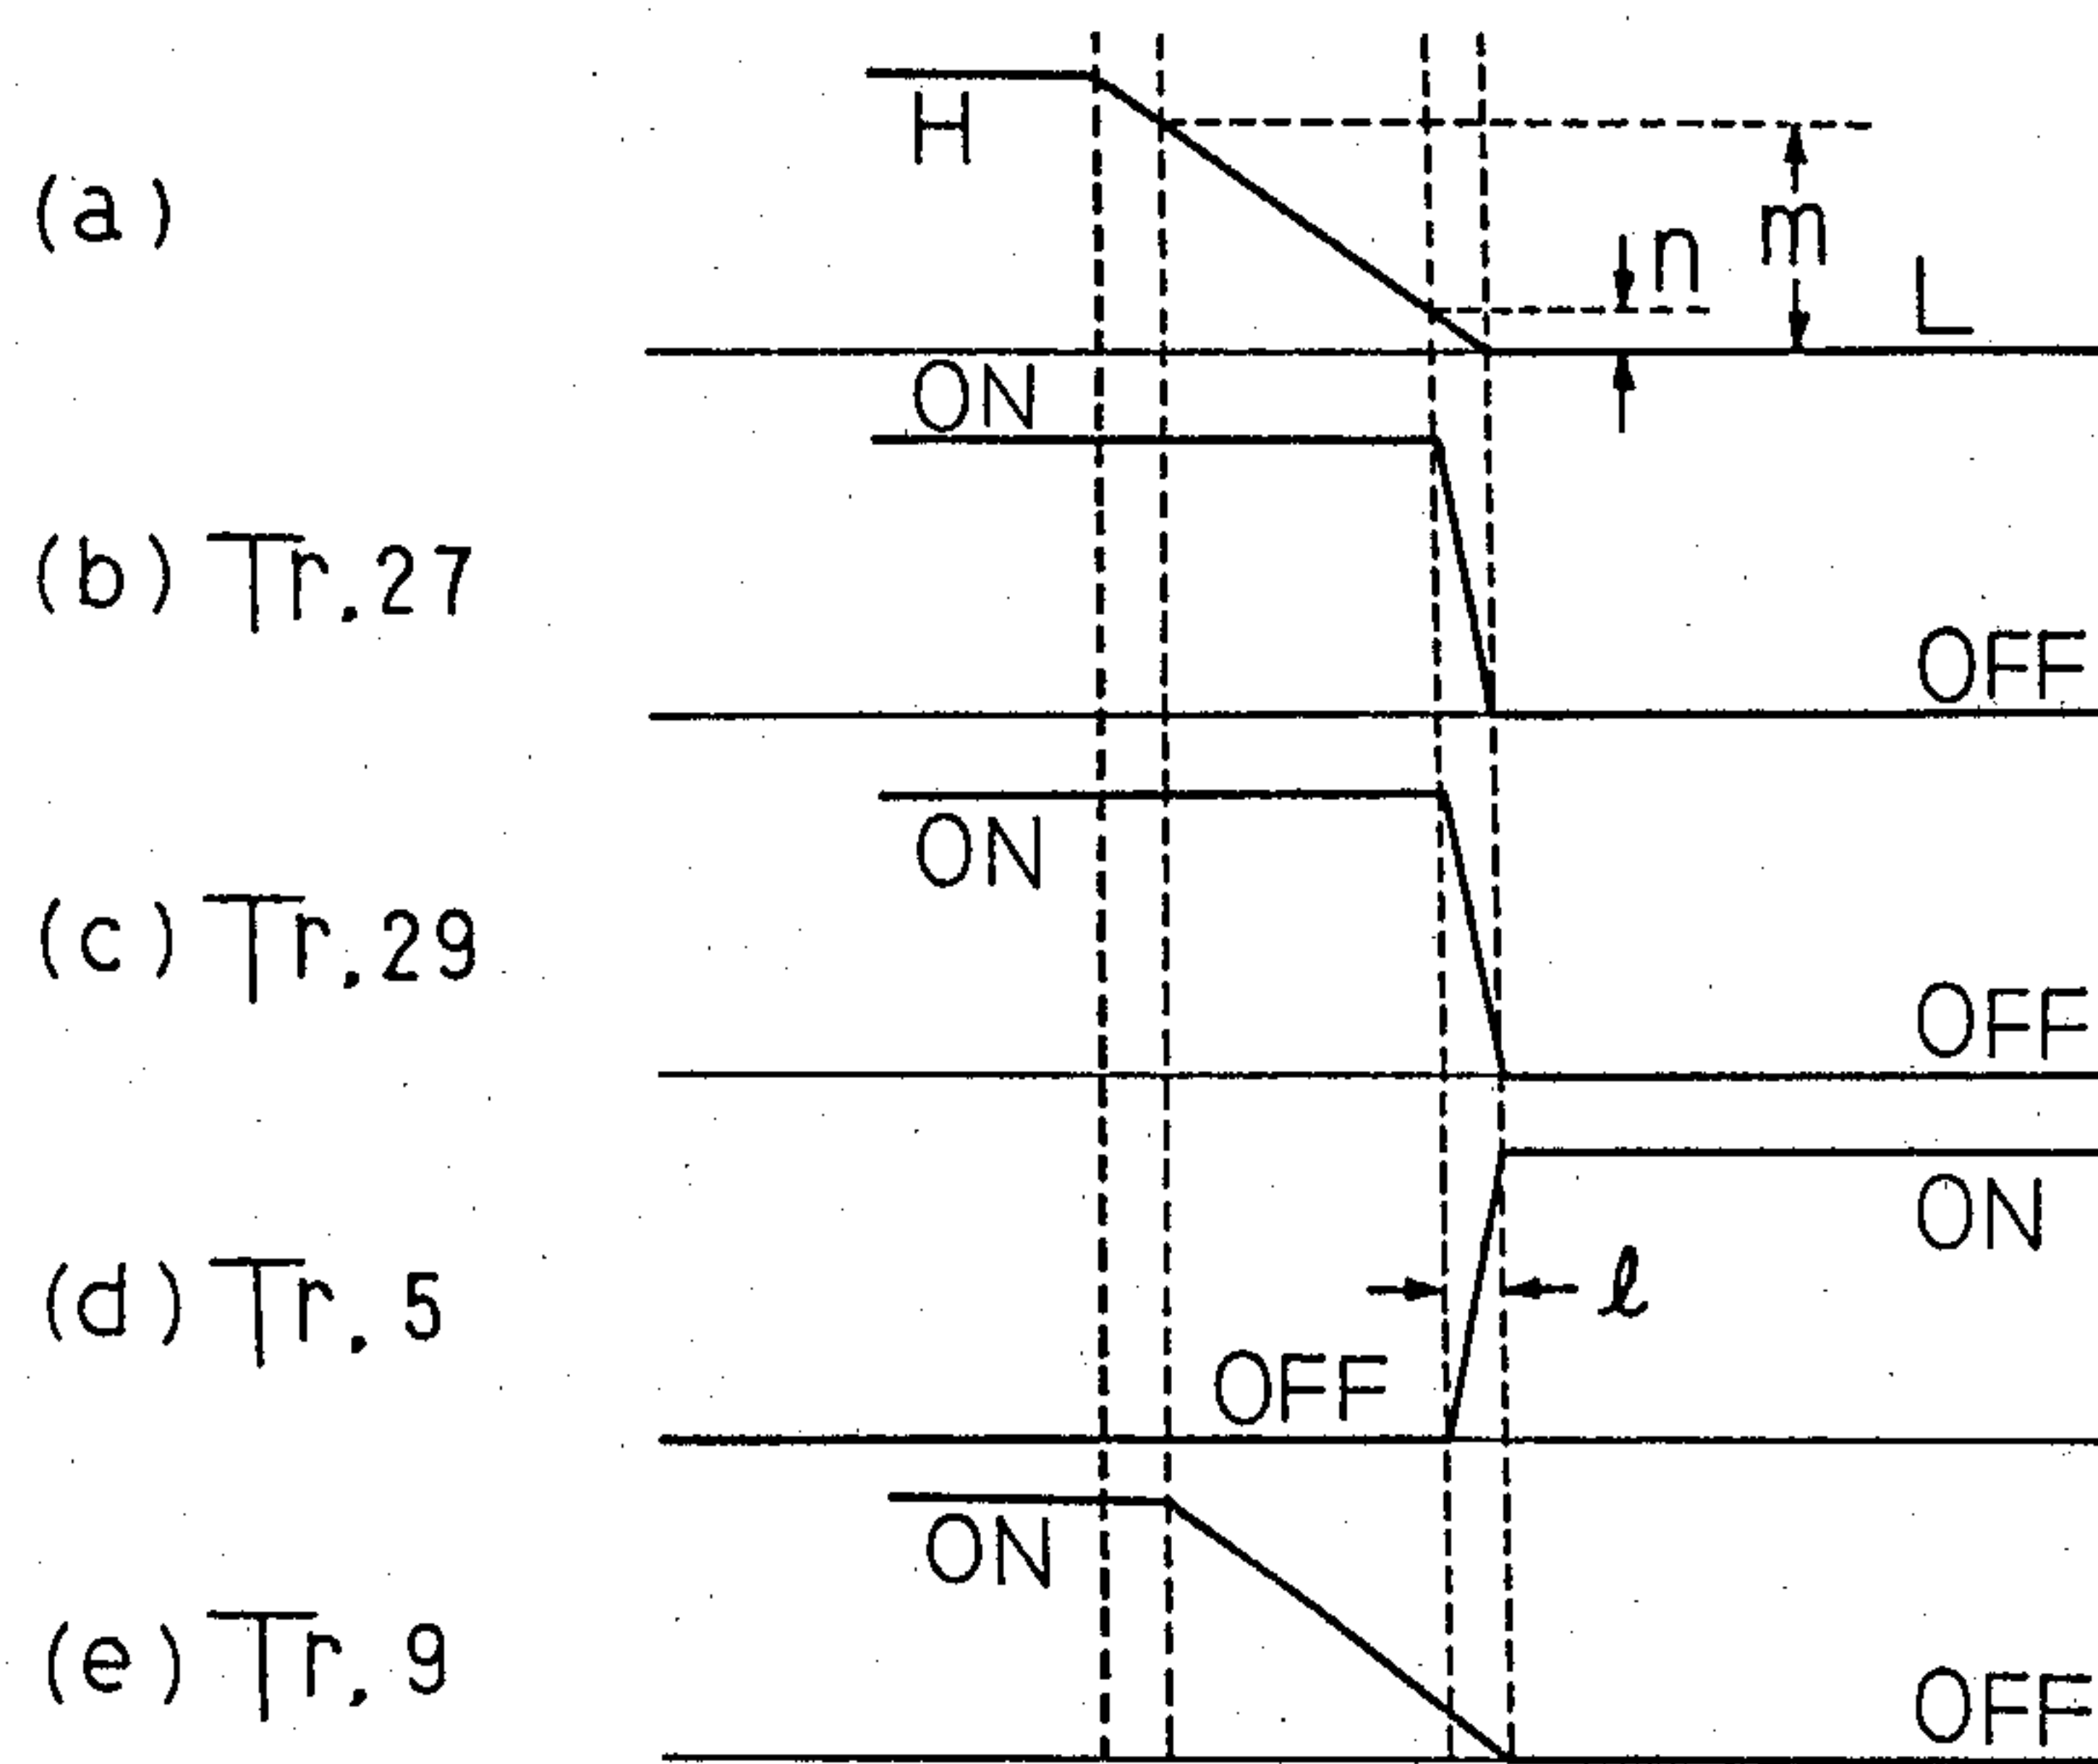 (a)
H
n
m
L
ON
(b) Tr,27
OFF
(c) Tr,29
ON
OFF
(d) Tr, 5
ON
ℓ
OFF
(e) Tr, 9
ON
OFF